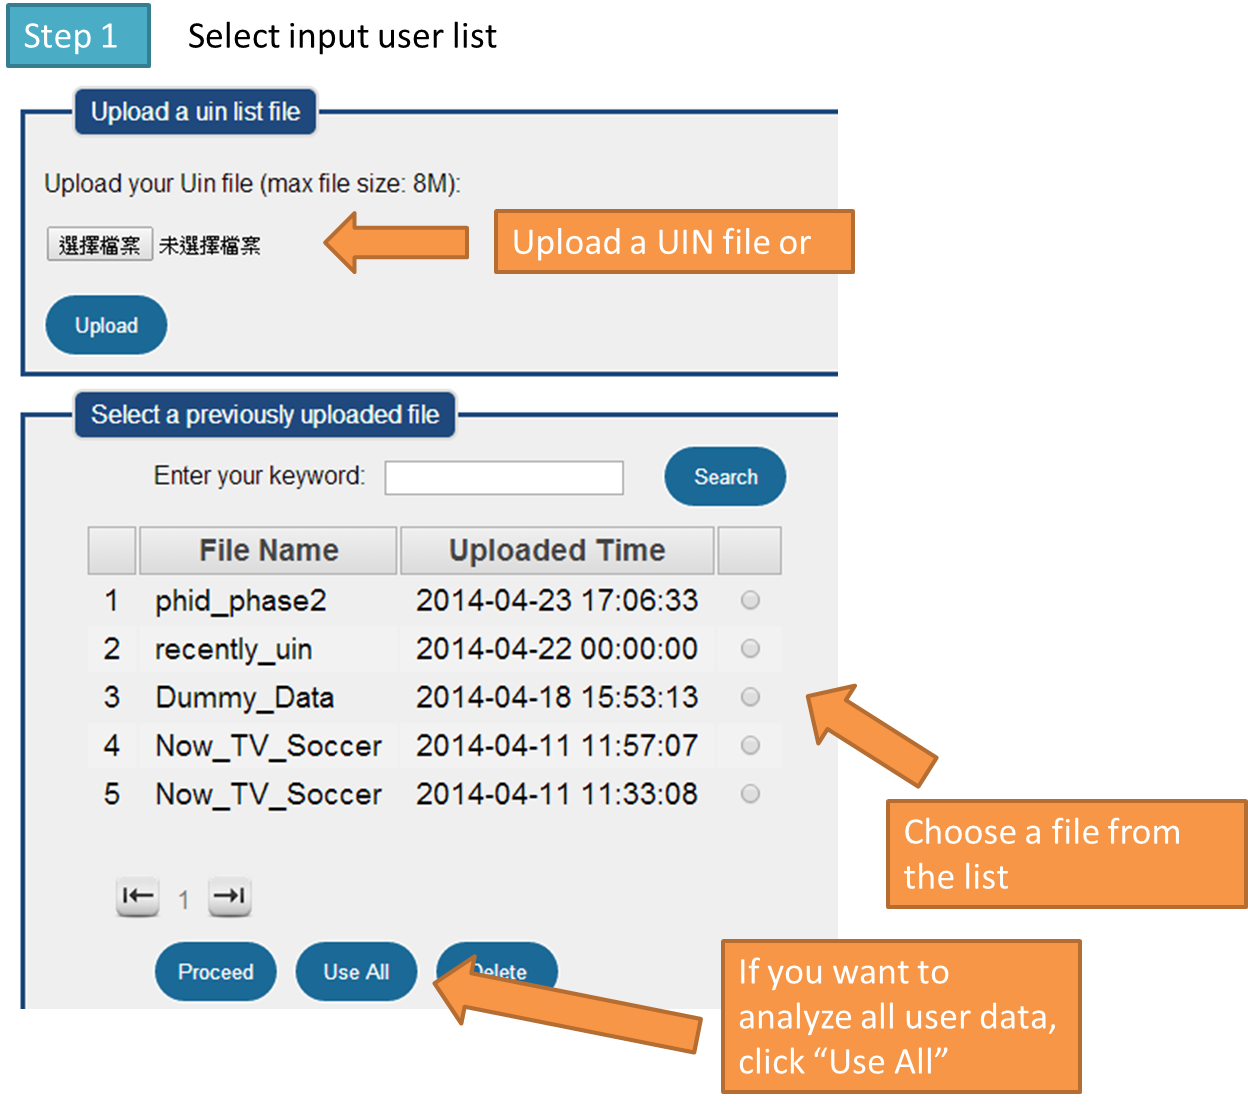 Step 1
Select input user list
Upload a uin list file
Upload your Uin file (max file size: 8M):
選擇檔案 未選擇檔案
Upload a UIN file or
Upload
Select a previously uploaded file
Enter your keyword:
Search
File Name Uploaded Time
1 phid_phase2 2014-04-23 17:06:33
2 recently_uin 2014-04-22 00:00:00
3 Dummy_Data 2014-04-18 15:53:13
4 Now_TV_Soccer 2014-04-11 11:57:07
5 Now_TV_Soccer 2014-04-11 11:33:08
Choose a file from
the list
1
Proceed
Use All
Delete
If you want to
analyze all user data,
click “Use All”